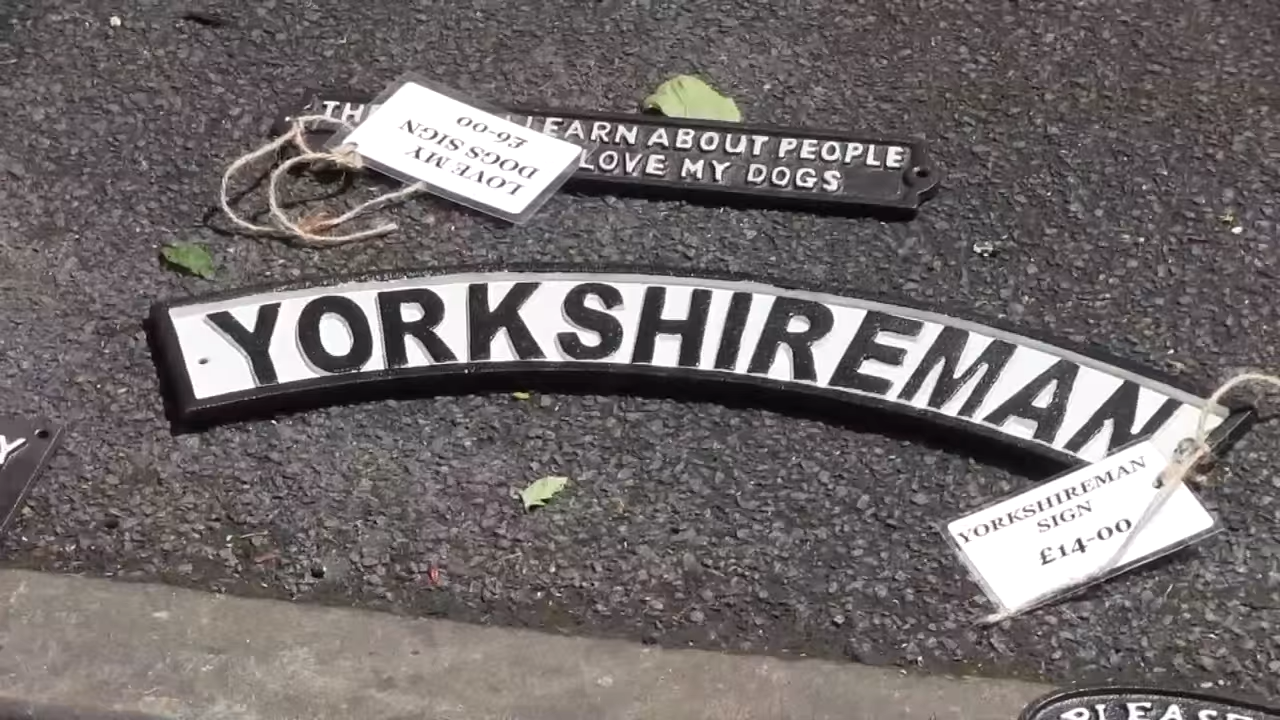 LEARN ABOUT PEOPLE
LOVE MY DOGS
LOVE MY
DOGS SIGN
£6-00
YORKSHIREMAN
YORKSHIREMAN
SIGN
£14-00